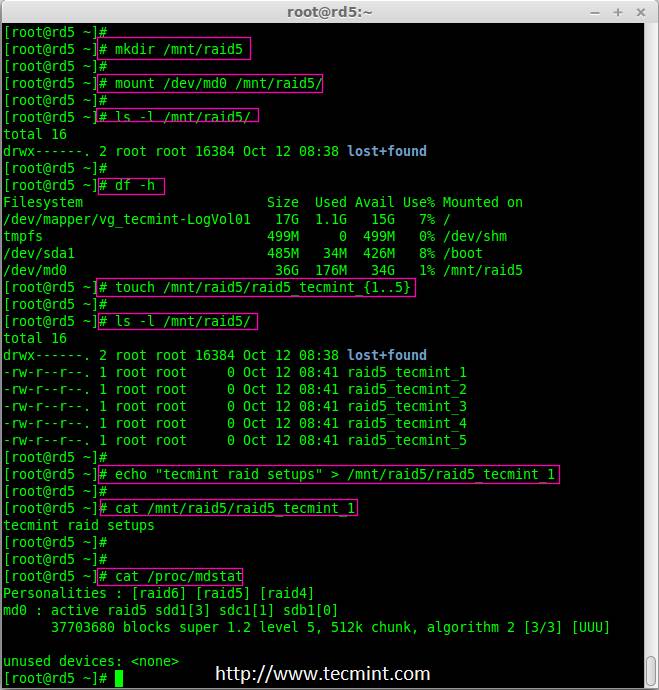 root@rd5:~
[root@rd5 ~]#
[root@rd5 ~]# mkdir /mnt/raid5
[root@rd5 ~]#
[root@rd5 ~]# mount /dev/md0 /mnt/raid5/
[root@rd5 ~]#
[root@rd5 ~]# ls -l /mnt/raid5/
total 16
drwx------. 2 root root 16384 Oct 12 08:38 lost+found
[root@rd5 ~]#
[root@rd5 ~]# df -h
Filesystem                    Size  Used Avail Use% Mounted on
/dev/mapper/vg_tecmint-LogVol01   17G  1.1G   15G   7% /
tmpfs                         499M     0  499M   0% /dev/shm
/dev/sda1                     485M   34M  426M   8% /boot
/dev/md0                       36G  176M   34G   1% /mnt/raid5
[root@rd5 ~]# touch /mnt/raid5/raid5_tecmint_{1..5}
[root@rd5 ~]#
[root@rd5 ~]# ls -l /mnt/raid5/
total 16
drwx------. 2 root root 16384 Oct 12 08:38 lost+found
-rw-r--r--. 1 root root     0 Oct 12 08:41 raid5_tecmint_1
-rw-r--r--. 1 root root     0 Oct 12 08:41 raid5_tecmint_2
-rw-r--r--. 1 root root     0 Oct 12 08:41 raid5_tecmint_3
-rw-r--r--. 1 root root     0 Oct 12 08:41 raid5_tecmint_4
-rw-r--r--. 1 root root     0 Oct 12 08:41 raid5_tecmint_5
[root@rd5 ~]#
[root@rd5 ~]# echo "tecmint raid setups" > /mnt/raid5/raid5_tecmint_1
[root@rd5 ~]#
[root@rd5 ~]# cat /mnt/raid5/raid5_tecmint_1
tecmint raid setups
[root@rd5 ~]#
[root@rd5 ~]#
[root@rd5 ~]# cat /proc/mdstat
Personalities : [raid6] [raid5] [raid4]
md0 : active raid5 sdd1[3] sdc1[1] sdb1[0]
      37703680 blocks super 1.2 level 5, 512k chunk, algorithm 2 [3/3] [UUU]
unused devices: <none>
[root@rd5 ~]#
http://www.tecmint.com